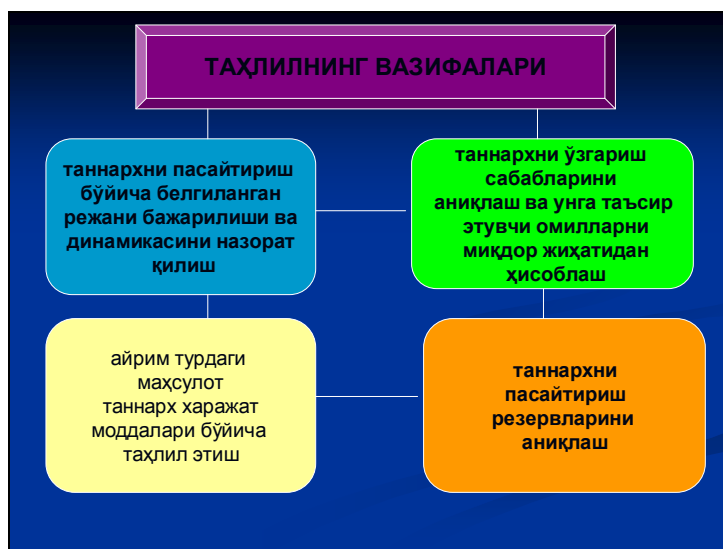 ТАҲЛИЛНИНГ ВАЗИФАЛАРИ
таннархни пасайтириш
бўйича белгиланган
режани бажарилиши ва
динамикасини назорат
қилиш
таннархни ўзгариш
сабабларини
аниқлаш ва унга таъсир
этувчи омилларни
миқдор жиҳатидан
ҳисоблаш
айрим турдаги
маҳсулот
таннарх харажат
моддалари бўйича
таҳлил этиш
таннархни
пасайтириш
резервларини
аниқлаш